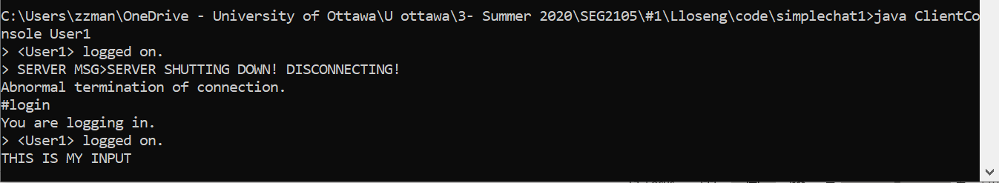 C:\Users\zzman\OneDrive - University of Ottawa\U ottawa\3- Summer 2020\SEG2105\#1\Lloseng\code\simplechat1>java ClientCo
nsole User1
> <User1> logged on.
> SERVER MSG>SERVER SHUTTING DOWN! DISCONNECTING!
Abnormal termination of connection.
#login
You are logging in.
> <User1> logged on.
THIS IS MY INPUT